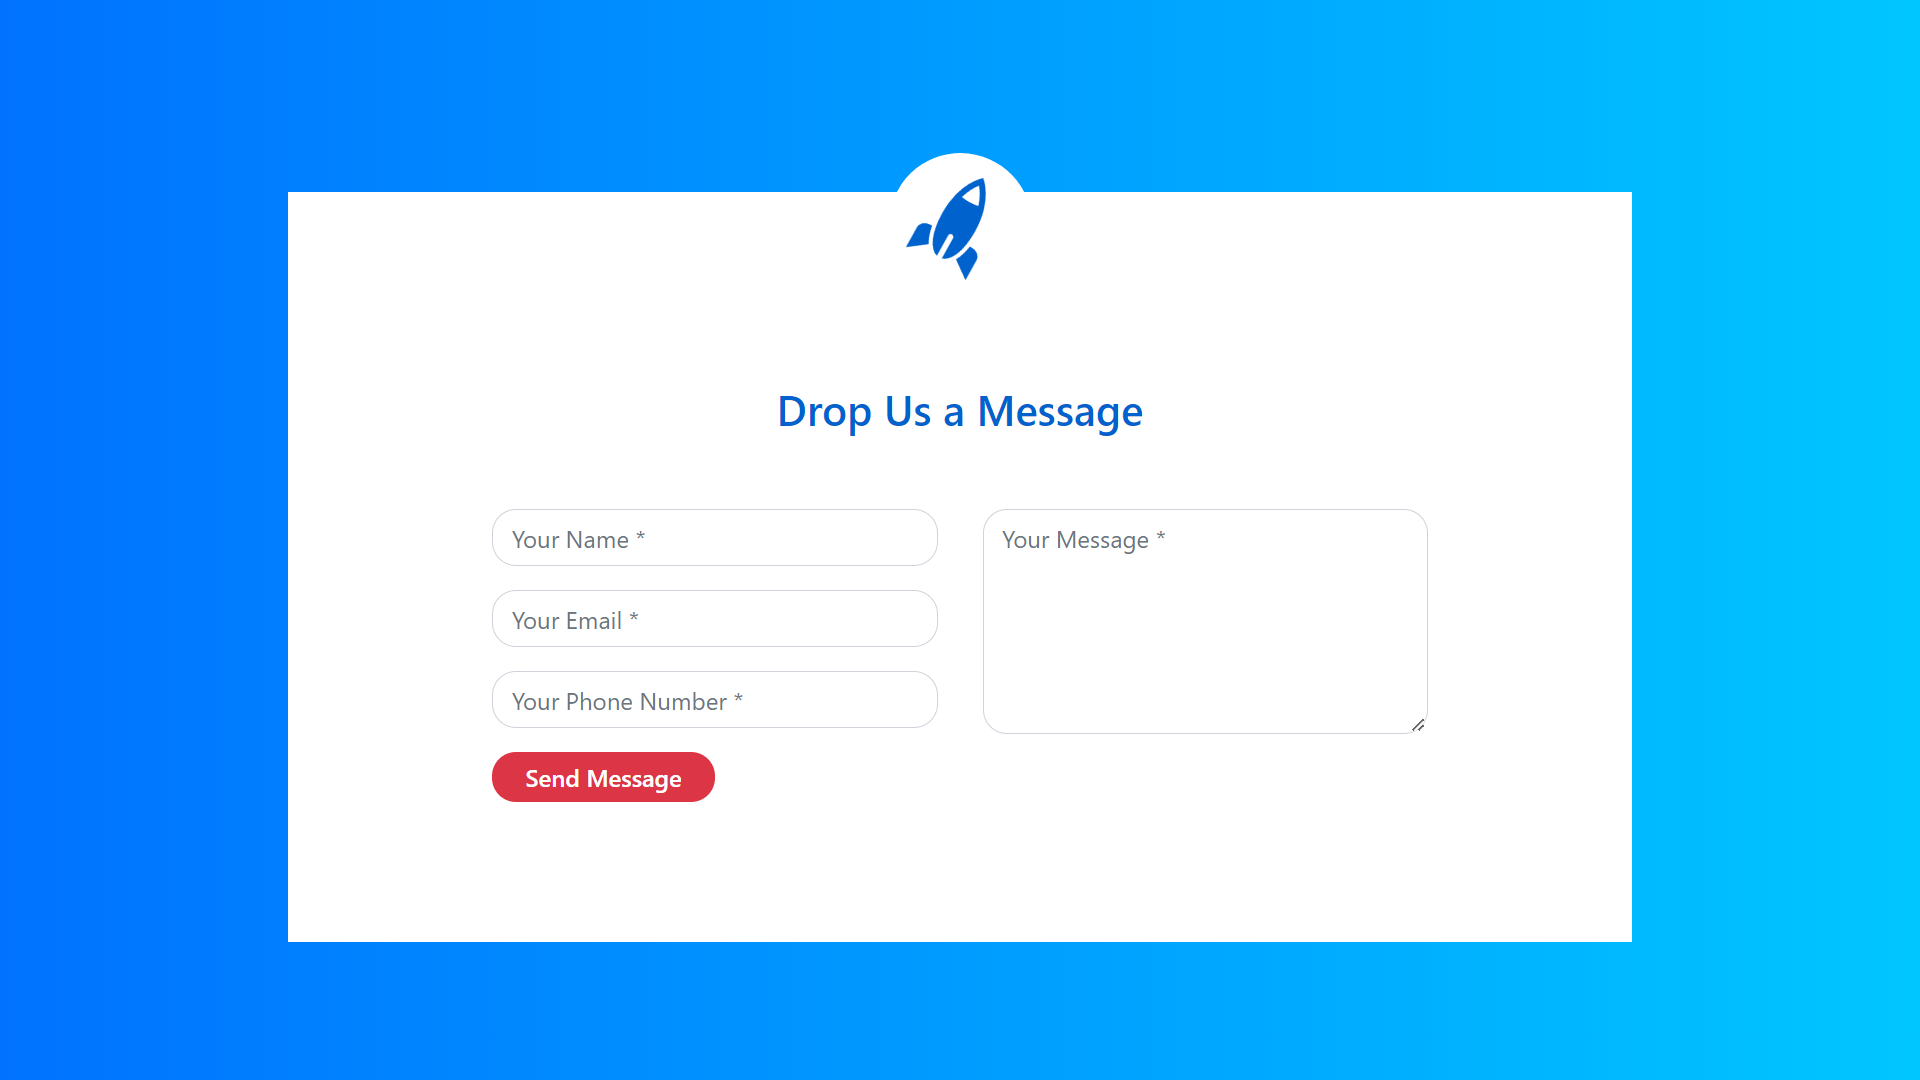 Drop Us a Message
Your Name *
Your Email *
Your Phone Number *
Send Message
Your Message *